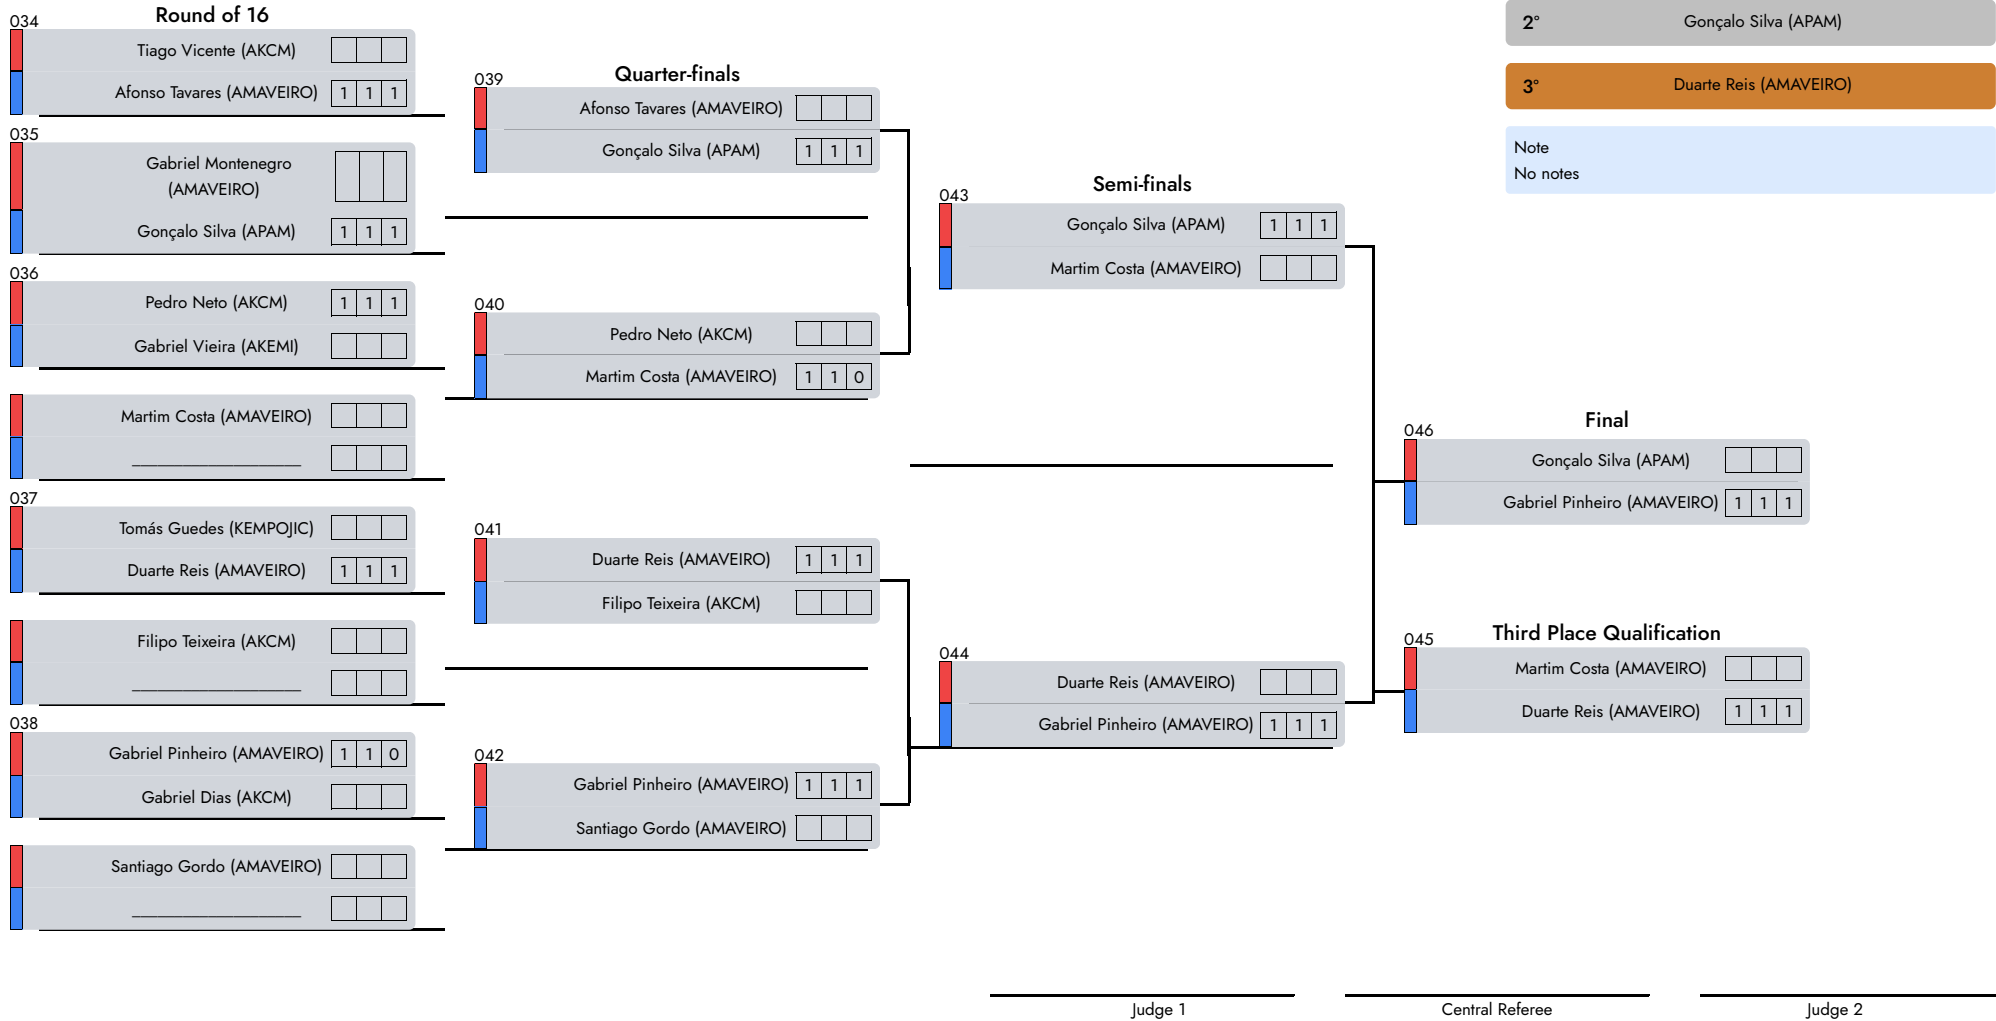 Round of 16
034
Tiago Vicente (AKCM)
Afonso Tavares (AMAVEIRO) 1 1 1
035
Gabriel Montenegro
(AMAVEIRO)
Gonçalo Silva (APAM) 1 1 1
036
Pedro Neto (AKCM) 1 1 1
Gabriel Vieira (AKEMI)
Martim Costa (AMAVEIRO)
____________________
037
Tomás Guedes (KEMPOJIC)
Duarte Reis (AMAVEIRO) 1 1 1
Filipo Teixeira (AKCM)
____________________
038
Gabriel Pinheiro (AMAVEIRO) 1 1 0
Gabriel Dias (AKCM)
Santiago Gordo (AMAVEIRO)
____________________
Quarter-finals
039
Afonso Tavares (AMAVEIRO)
Gonçalo Silva (APAM) 1 1 1
040
Pedro Neto (AKCM)
Martim Costa (AMAVEIRO) 1 1 0
041
Duarte Reis (AMAVEIRO) 1 1 1
Filipo Teixeira (AKCM)
042
Gabriel Pinheiro (AMAVEIRO) 1 1 1
Santiago Gordo (AMAVEIRO)
Semi-finals
043
Gonçalo Silva (APAM) 1 1 1
Martim Costa (AMAVEIRO)
044
Duarte Reis (AMAVEIRO)
Gabriel Pinheiro (AMAVEIRO) 1 1 1
Final
046
Gonçalo Silva (APAM)
Gabriel Pinheiro (AMAVEIRO) 1 1 1
Third Place Qualification
045
Martim Costa (AMAVEIRO)
Duarte Reis (AMAVEIRO) 1 1 1
2° Gonçalo Silva (APAM)
3° Duarte Reis (AMAVEIRO)
Note
No notes
Judge 1
Central Referee
Judge 2